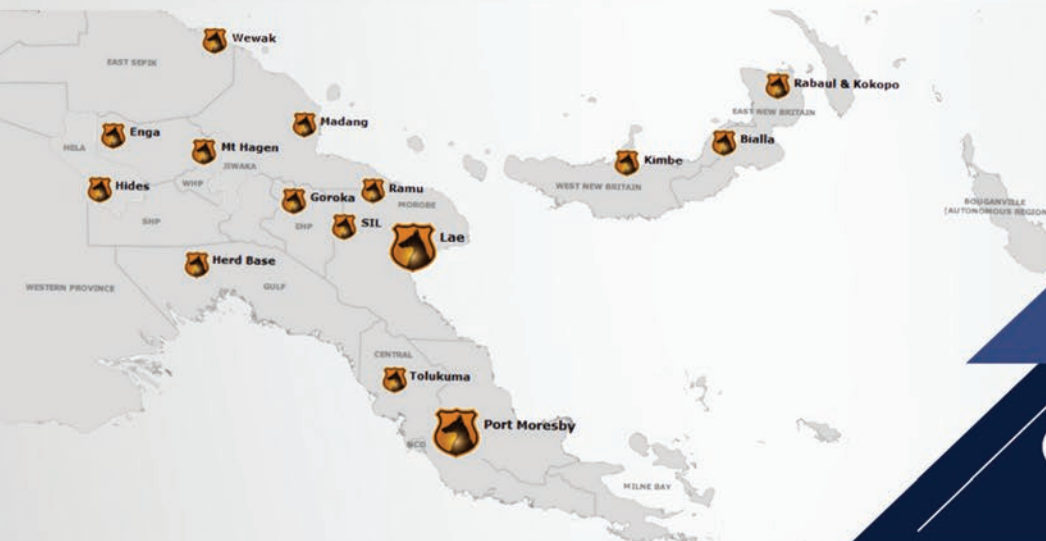 Wewak
EAST SEPIK
Rabaul & Kokopo
EAST NEW BRITAIN
Madang
Enga
HELA
Mt Hagen
JIWAKA
Bialla
Kimbe
WEST NEW BRITAIN
Hides
WHP
Goroka
Ramu
MOROBE
SHP
EHP
SIL
Lae
BOUGANVILLE
(AUTONOMOUS REGION
Herd Base
WESTERN PROVINCE
GULF
CENTRAL
Tolukuma
Port Moresby
NCD
MILNE BAY